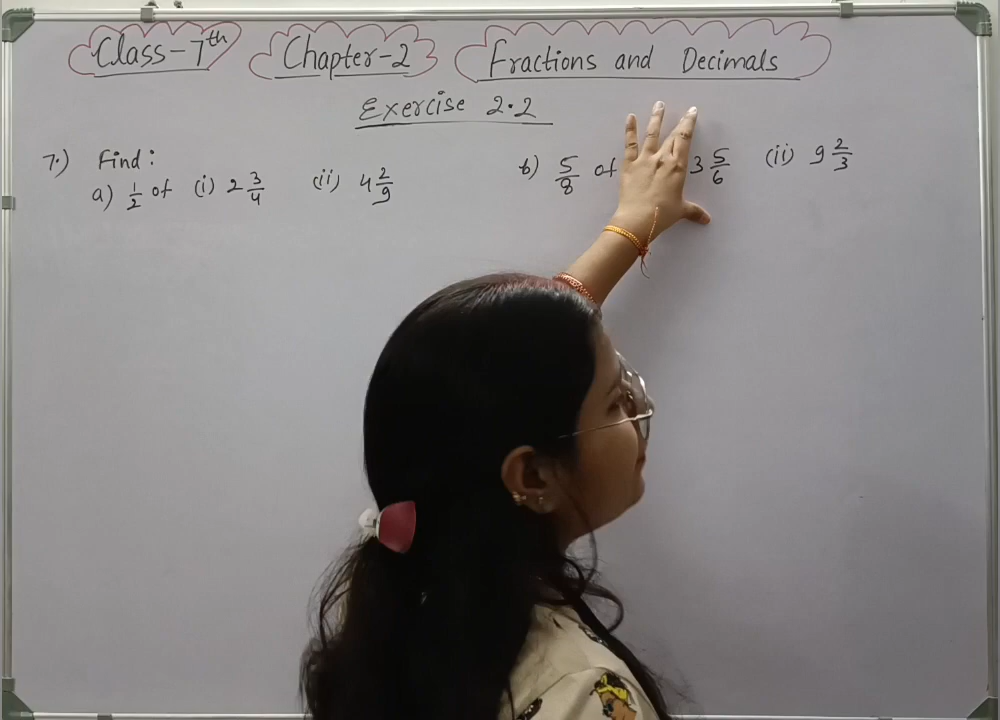 Class-7th Chapter-2 Fractions and Decimals
Exercise 2.2
7.) Find:
a) 1/2 of (i) 2 3/4 (ii) 4 2/9 b) 5/8 of 3 5/6 (ii) 9 2/3